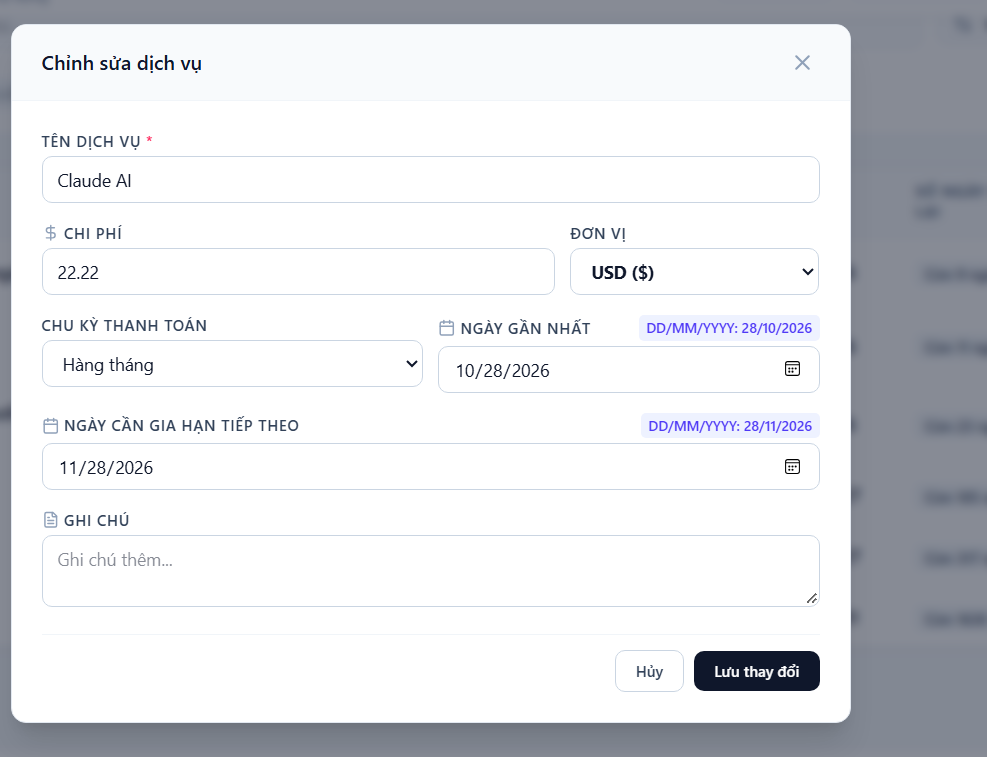 Chỉnh sửa dịch vụ
TÊN DỊCH VỤ *
Claude AI
$ CHI PHÍ
ĐƠN VỊ
22.22
USD ($)
CHU KỲ THANH TOÁN
NGÀY GẦN NHẤT
DD/MM/YYYY: 28/10/2026
Hàng tháng
10/28/2026
NGÀY CẦN GIA HẠN TIẾP THEO
DD/MM/YYYY: 28/11/2026
11/28/2026
GHI CHÚ
Ghi chú thêm...
Hủy
Lưu thay đổi